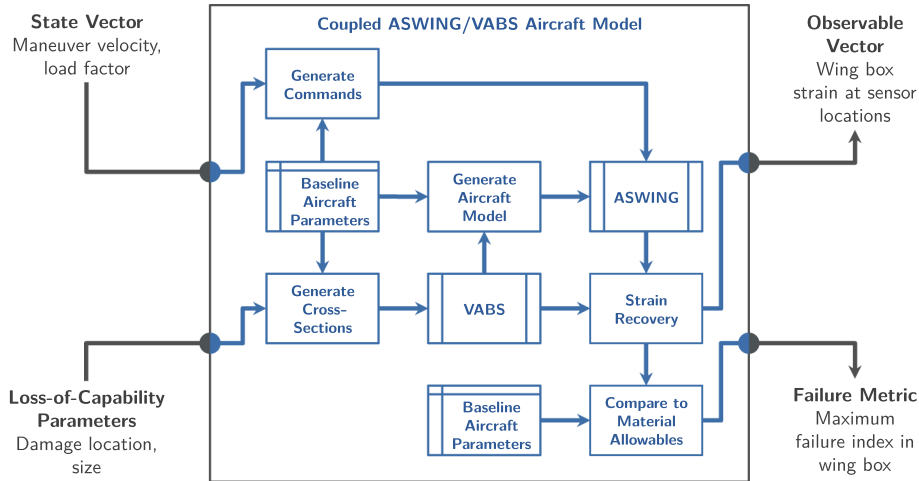 Coupled ASWING/VABS Aircraft Model
State Vector
Maneuver velocity,
load factor
Loss-of-Capability
Parameters
Damage location,
size
Generate
Commands
Baseline
Aircraft
Parameters
Generate
Aircraft
Model
ASWING
Generate
Cross-
Sections
VABS
Strain
Recovery
Baseline
Aircraft
Parameters
Compare to
Material
Allowables
Observable
Vector
Wing box
strain at sensor
locations
Failure Metric
Maximum
failure index in
wing box